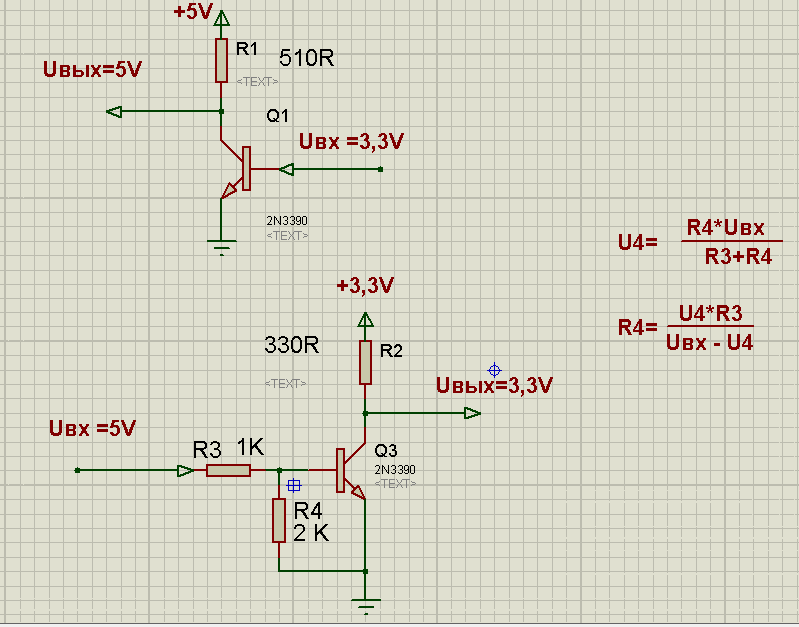 +5V
R1 510R
Uвых=5V
<TEXT>
Q1
Uвх =3,3V
2N3390
<TEXT>
U4= R4*Uвх
R3+R4
+3,3V
R4= U4*R3
Uвх - U4
330R R2
<TEXT>
Uвых=3,3V
Uвх =5V
R3 1K
Q3
2N3390
<TEXT>
R4
2 K